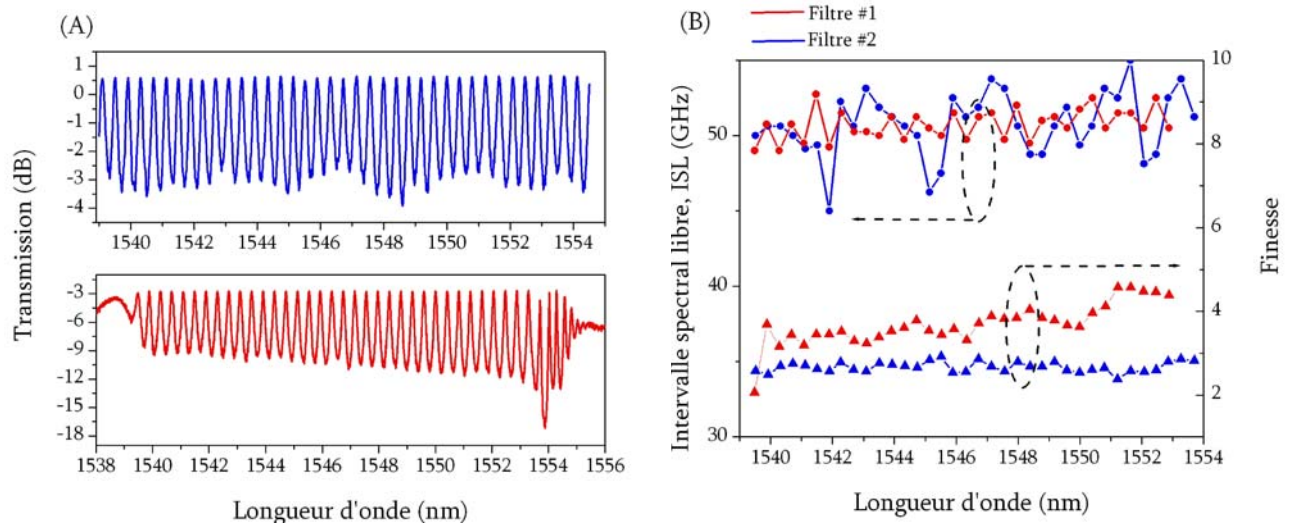 (A)
Transmission (dB)
1
0
-1
-2
-3
-4
1540 1542 1544 1546 1548 1550 1552 1554
-3
-6
-9
-12
-15
-18
1538 1540 1542 1544 1546 1548 1550 1552 1554 1556
Longueur d'onde (nm)
(B)
Filtre #1
Filtre #2
Intervalle spectral libre, ISL (GHz)
50
40
30
10
8
6
4
2
Finesse
1540 1542 1544 1546 1548 1550 1552 1554
Longueur d'onde (nm)